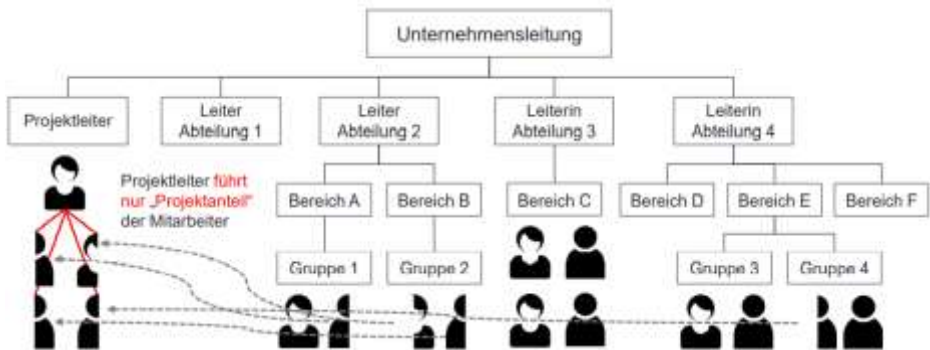 Unternehmensleitung
Projektleiter
Leiter
Abteilung 1
Leiter
Abteilung 2
Leiterin
Abteilung 3
Leiterin
Abteilung 4
Projektleiter führt
nur „Projektanteil"
der Mitarbeiter
Bereich A
Bereich B
Bereich C
Bereich D
Bereich E
Bereich F
Gruppe 1
Gruppe 2
Gruppe 3
Gruppe 4